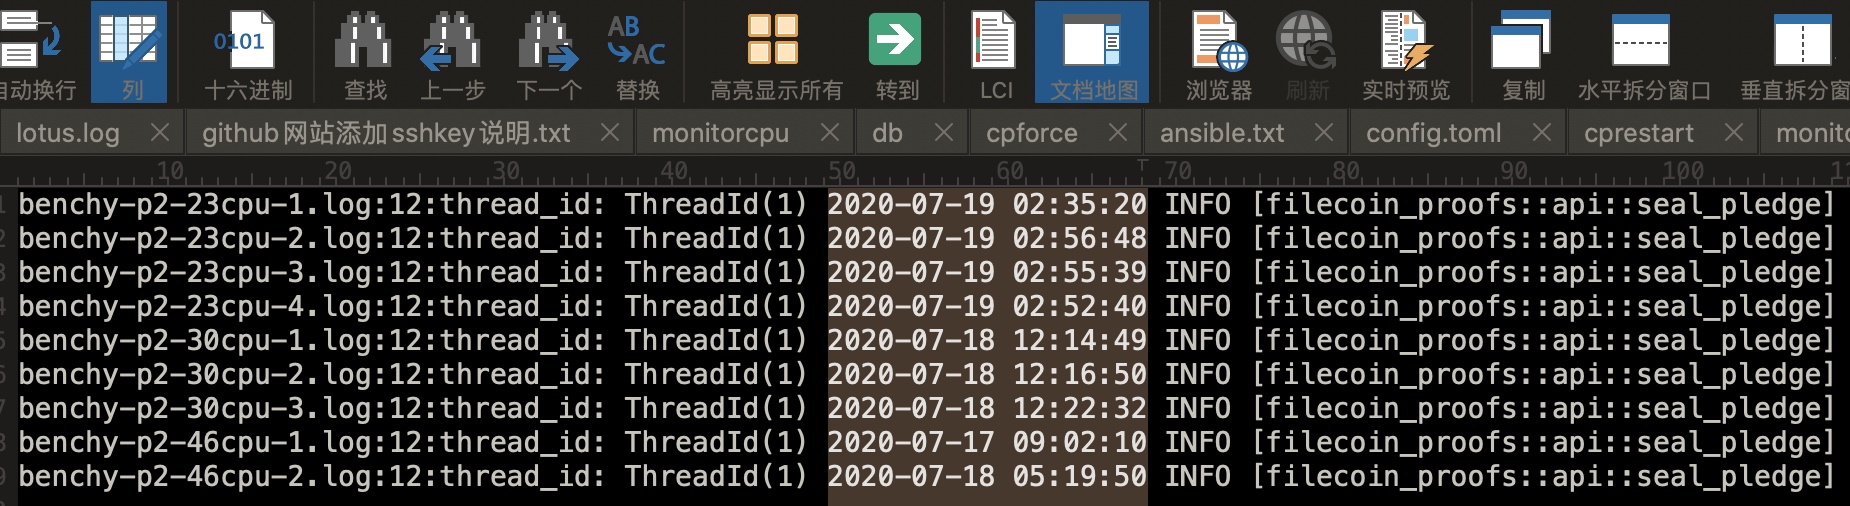 0101
AB
AC
自动换行
列
十六进制
查找
上一步
下一个
替换
高亮显示所有
转到
LCI
文档地图
浏览器
刷新
实时预览
复制
水平拆分窗口
垂直拆分窗
lotus.log
github网站添加sshkey说明.txt
monitorcpu
db
cpforce
ansible.txt
config.toml
cprestart
monito
10 20 30 40 50 60 70 80 90 100 11
1 benchy-p2-23cpu-1.log:12:thread_id: ThreadId(1) 2020-07-19 02:35:20 INFO [filecoin_proofs::api::seal_pledge]
2 benchy-p2-23cpu-2.log:12:thread_id: ThreadId(1) 2020-07-19 02:56:48 INFO [filecoin_proofs::api::seal_pledge]
3 benchy-p2-23cpu-3.log:12:thread_id: ThreadId(1) 2020-07-19 02:55:39 INFO [filecoin_proofs::api::seal_pledge]
4 benchy-p2-23cpu-4.log:12:thread_id: ThreadId(1) 2020-07-19 02:52:40 INFO [filecoin_proofs::api::seal_pledge]
5 benchy-p2-30cpu-1.log:12:thread_id: ThreadId(1) 2020-07-18 12:14:49 INFO [filecoin_proofs::api::seal_pledge]
6 benchy-p2-30cpu-2.log:12:thread_id: ThreadId(1) 2020-07-18 12:16:50 INFO [filecoin_proofs::api::seal_pledge]
7 benchy-p2-30cpu-3.log:12:thread_id: ThreadId(1) 2020-07-18 12:22:32 INFO [filecoin_proofs::api::seal_pledge]
8 benchy-p2-46cpu-1.log:12:thread_id: ThreadId(1) 2020-07-17 09:02:10 INFO [filecoin_proofs::api::seal_pledge]
9 benchy-p2-46cpu-2.log:12:thread_id: ThreadId(1) 2020-07-18 05:19:50 INFO [filecoin_proofs::api::seal_pledge]